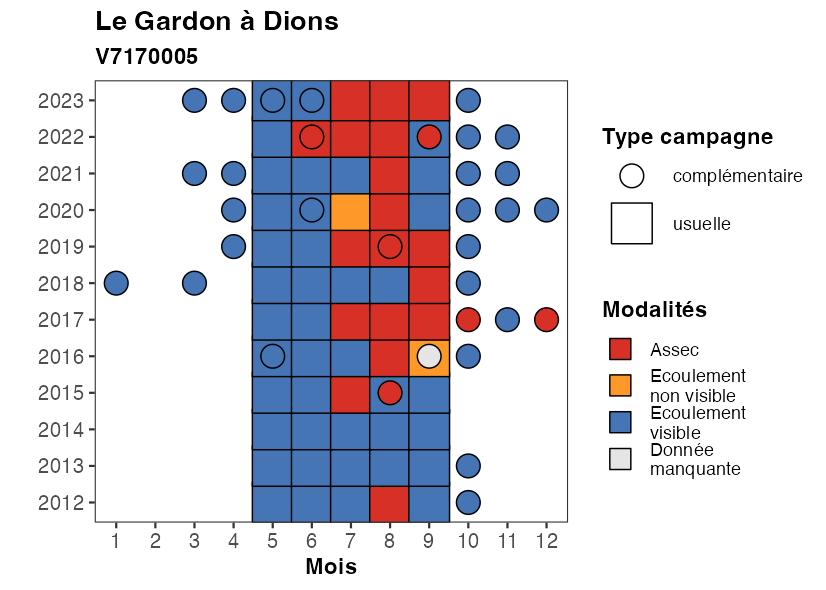 Le Gardon à Dions
V7170005
2023
2022
2021
2020
2019
2018
2017
2016
2015
2014
2013
2012
1 2 3 4 5 6 7 8 9 10 11 12
Mois
Type campagne
complémentaire
usuelle
Modalités
Assec
Ecoulement
non visible
Ecoulement
visible
Donnée
manquante